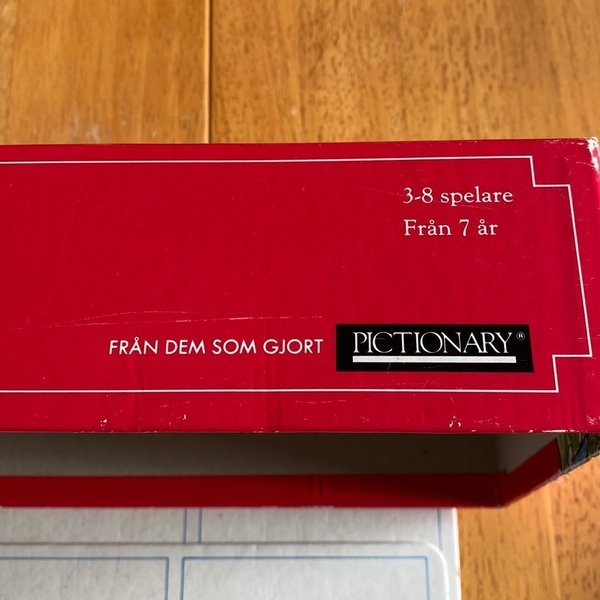 3-8 spelare
Från 7 år
FRÅN DEM SOM GJORT PICTIONARY®